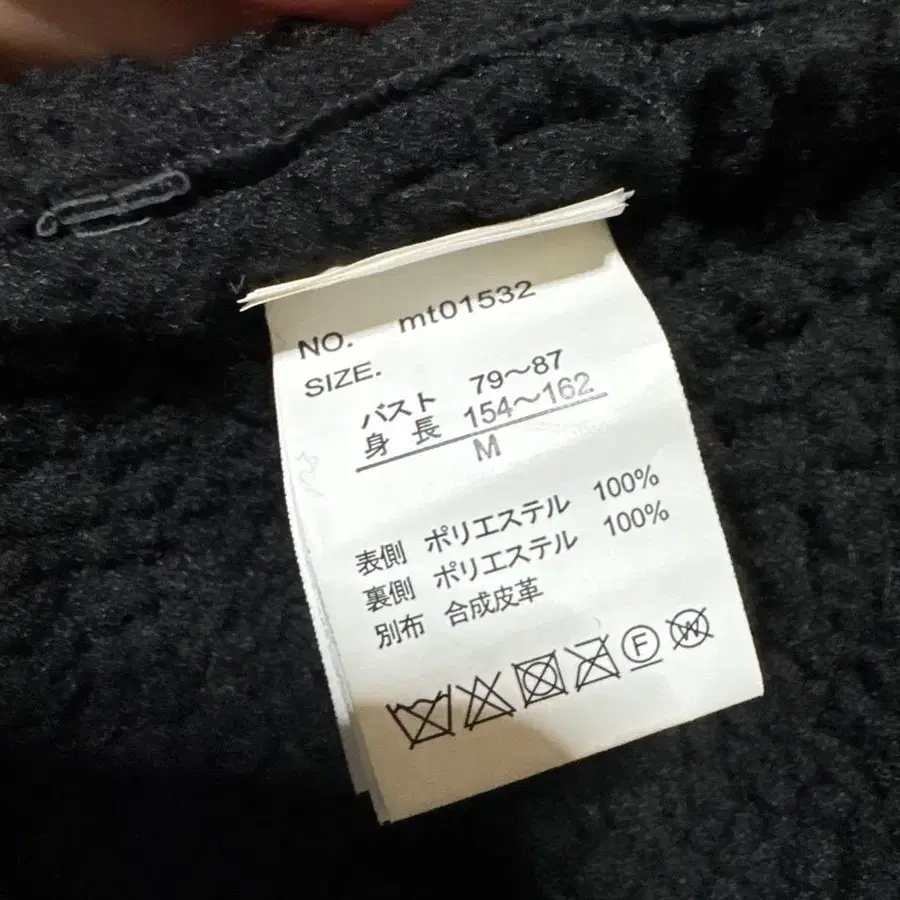 NO. mt01532
SIZE.
バスト 79～87
身長 154～162
M
表側 ポリエステル 100%
裏側 ポリエステル 100%
別布 合成皮革
F W